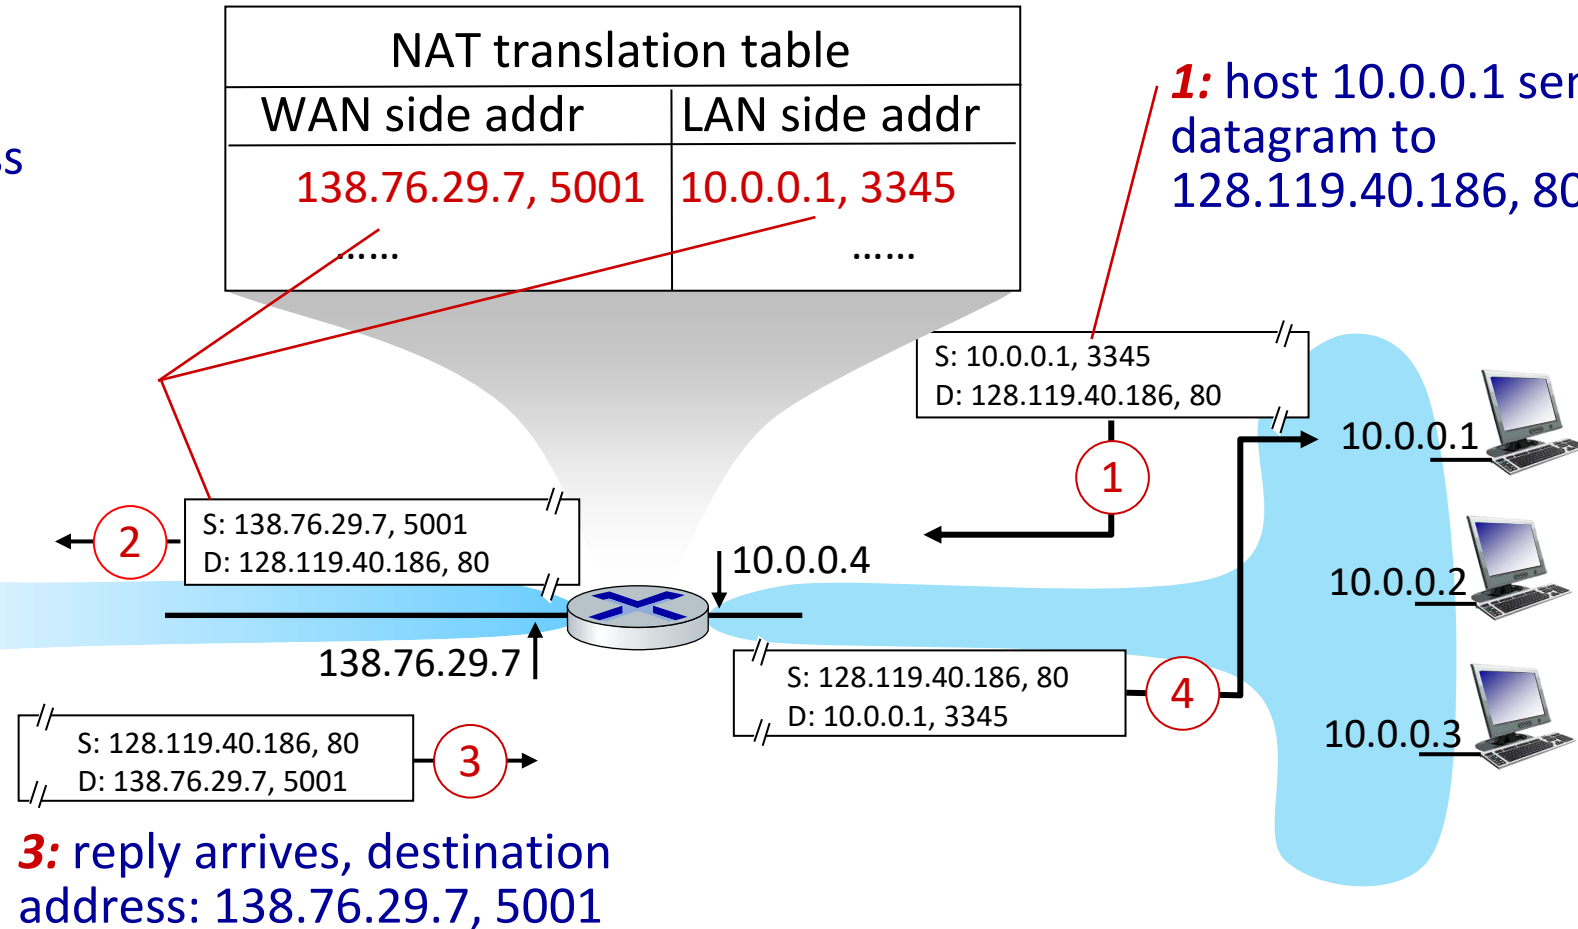 NAT translation table
WAN side addr LAN side addr
138.76.29.7, 5001 10.0.0.1, 3345
...... ......
1: host 10.0.0.1
datagram to
128.119.40.186, 80
S: 10.0.0.1, 3345
D: 128.119.40.186, 80
1
10.0.0.1
S: 138.76.29.7, 5001
D: 128.119.40.186, 80
2
10.0.0.4
10.0.0.2
138.76.29.7
S: 128.119.40.186, 80
D: 10.0.0.1, 3345
4
10.0.0.3
S: 128.119.40.186, 80
D: 138.76.29.7, 5001
3
3: reply arrives, destination
address: 138.76.29.7, 5001